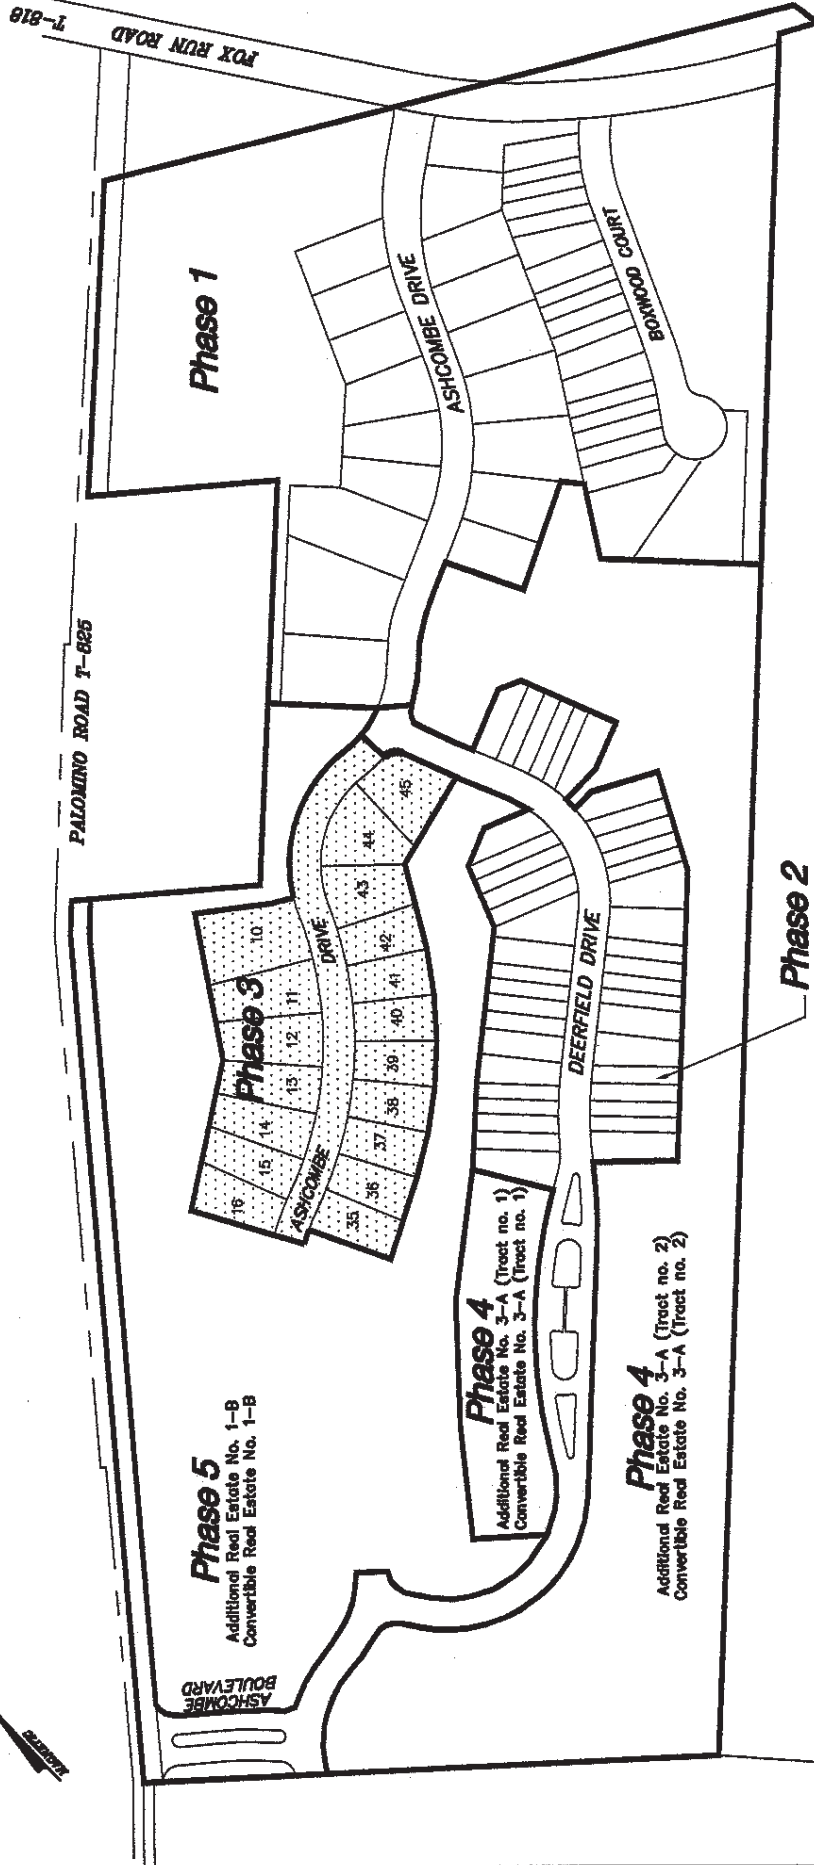 T-818
FOX RUN ROAD
Phase 1
ASHCOMBE DRIVE
BOXWOOD COURT
PALOMINO ROAD T-825
45
44
43
42
41
40
39
38
37
36
35
10
11
12
13
14
15
16
DRIVE
Phase 3
ASHCOMBE
DEERFIELD DRIVE
Phase 2
Phase 4
Additional Real Estate No. 3-A (Tract no. 1)
Convertible Real Estate No. 3-A (Tract no. 1)
Phase 4
Additional Real Estate No. 3-A (Tract no. 2)
Convertible Real Estate No. 3-A (Tract no. 2)
Phase 5
Additional Real Estate No. 1-B
Convertible Real Estate No. 1-B
ASHCOMBE
BOULEVARD
MAGNETIC